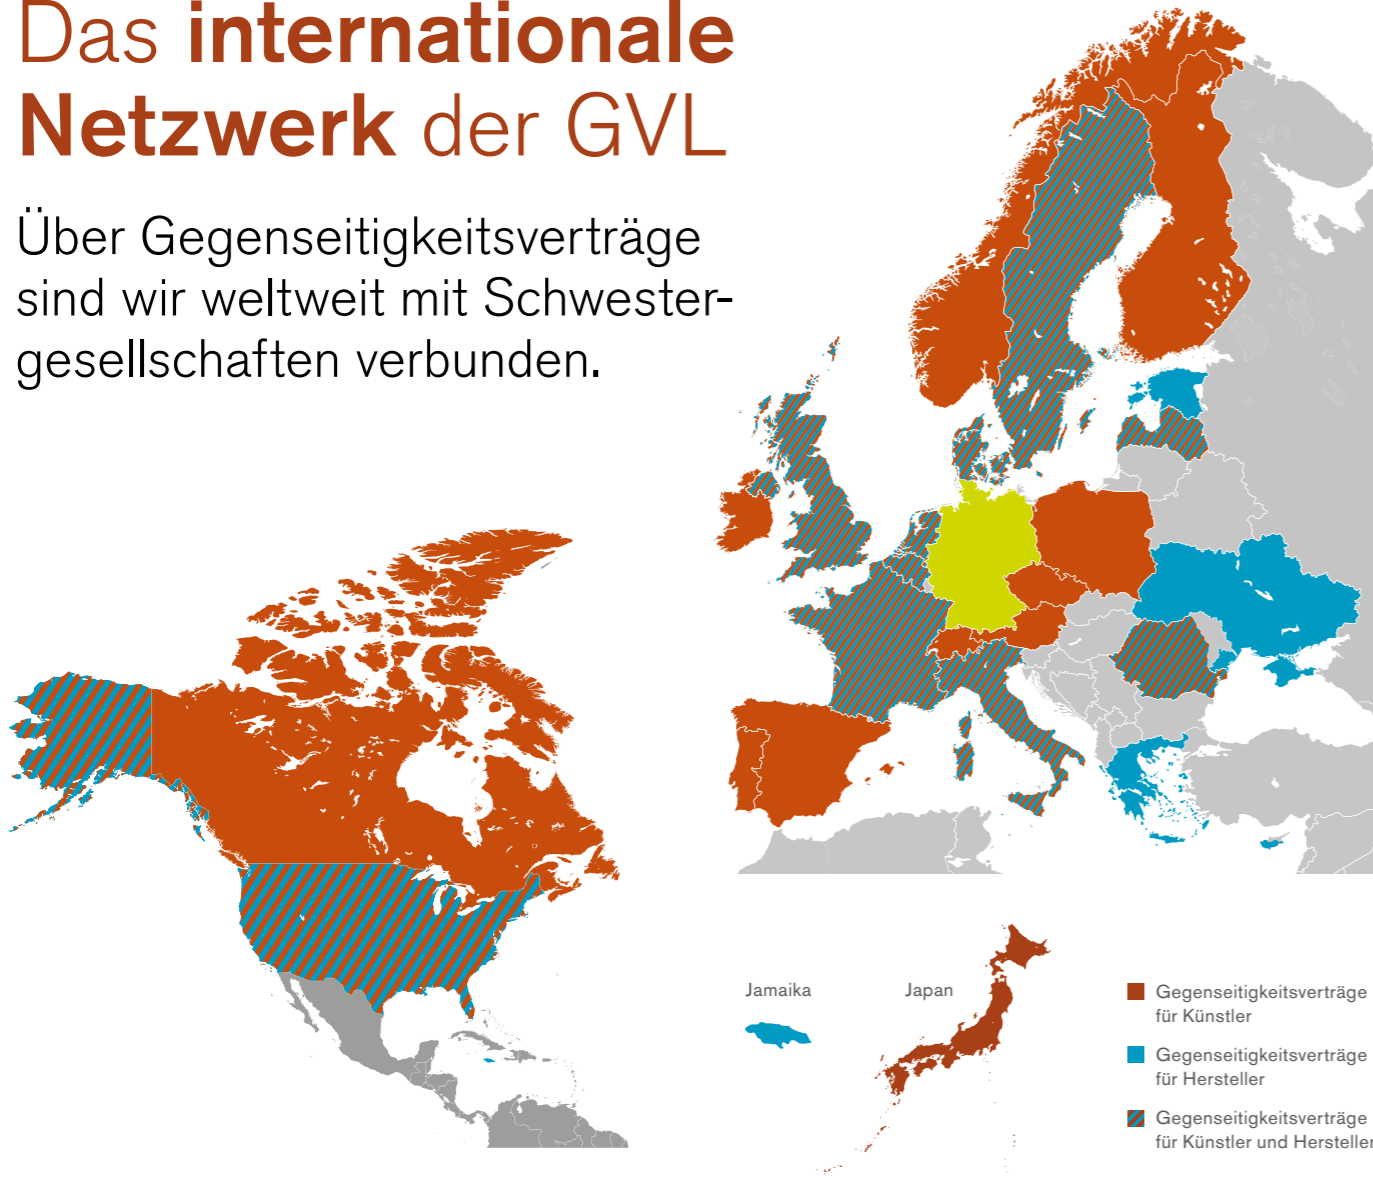 Das internationale
Netzwerk der GVL
Über Gegenseitigkeitsverträge
sind wir weltweit mit Schwester-
gesellschaften verbunden.
Jamaika
Japan
Gegenseitigkeitsverträge
für Künstler
Gegenseitigkeitsverträge
für Hersteller
Gegenseitigkeitsverträge
für Künstler und Hersteller